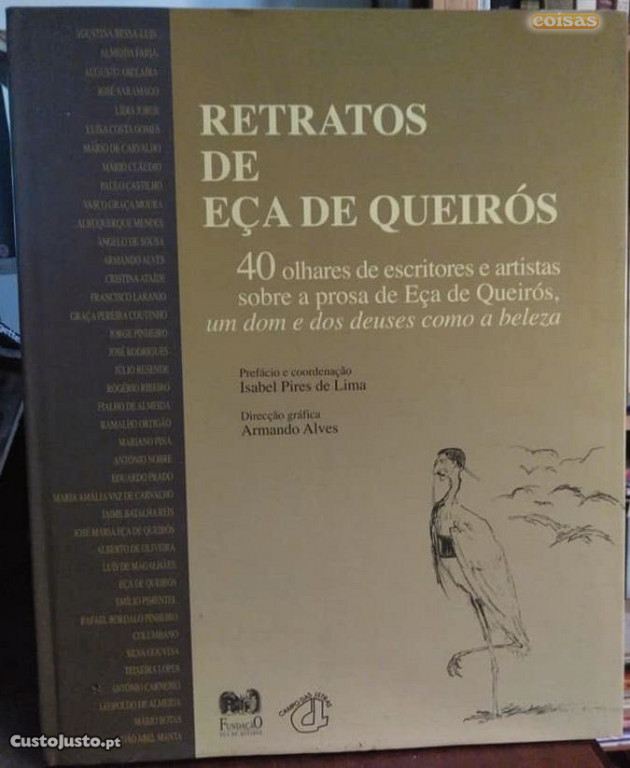 coisas
AGUSTINA BESSA-LUÍS
ALMEIDA FARIA
AUGUSTO ABELAIRA
JOSÉ SARAMAGO
LÍDIA JORGE
LUÍSA COSTA GOMES
MÁRIO DE CARVALHO
MÁRIO CLÁUDIO
PAULO CASTILHO
VASCO GRAÇA MOURA
ALBUQUERQUE MENDES
ÂNGELO DE SOUSA
ARMANDO ALVES
CRISTINA ATAÍDE
FRANCISCO LARANJO
GRAÇA PEREIRA COUTINHO
JORGE PINHEIRO
JOSÉ RODRIGUES
JÚLIO RESENDE
ROGÉRIO RIBEIRO
FIALHO DE ALMEIDA
RAMALHO ORTIGÃO
MARIANO PINA
ANTÓNIO NOBRE
EDUARDO PRADO
MARIA AMÁLIA VAZ DE CARVALHO
JAIME BATALHA REIS
JOSÉ MARIA EÇA DE QUEIRÓS
ALBERTO DE OLIVEIRA
LUÍS DE MAGALHÃES
EÇA DE QUEIRÓS
EMÍLIO PIMENTEL
RAFAEL BORDALO PINHEIRO
COLUMBANO
SILVA GOUVEIA
TEIXEIRA LOPES
ANTÓNIO CARNEIRO
LEOPOLDO DE ALMEIDA
MÁRIO BOTAS
JOÃO ABEL MANTA
RETRATOS
DE
EÇA DE QUEIRÓS
40 olhares de escritores e artistas
sobre a prosa de Eça de Queirós,
um dom e dos deuses como a beleza
Prefácio e coordenação
Isabel Pires de Lima
Direcção gráfica
Armando Alves
FUNDAÇÃO
EÇA DE QUEIROZ
CAMPO DAS LETRAS
CustoJusto.pt